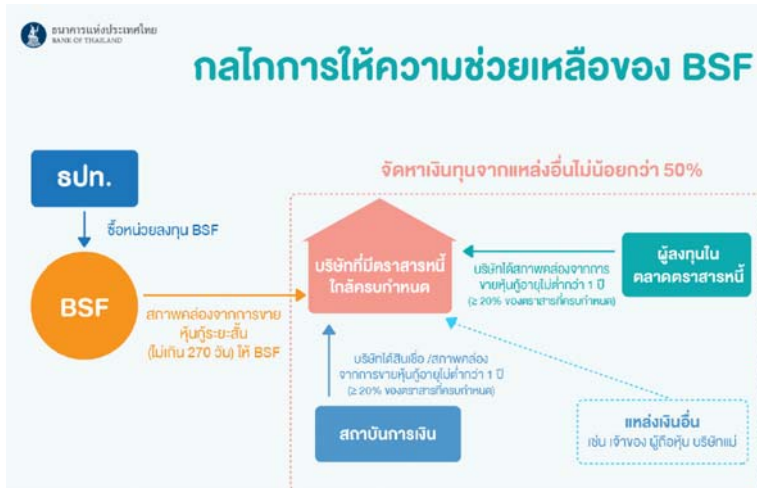 ธนาคารแห่งประเทศไทย
BANK OF THAILAND
กลไกการให้ความช่วยเหลือของ BSF
ธปท.
ซื้อหน่วยลงทุน BSF
BSF
สภาพคล่องจากการขาย
หุ้นกู้ระยะสั้น
(ไม่เกิน 270 วัน) ให้ BSF
จัดหาเงินทุนจากแหล่งอื่นไม่น้อยกว่า 50%
บริษัทที่มีตราสารหนี้
ใกล้ครบกำหนด
บริษัทได้สภาพคล่องจากการ
ขายหุ้นกู้อายุไม่ต่ำกว่า 1 ปี
(≥ 20% ของตราสารที่ครบกำหนด)
ผู้ลงทุนใน
ตลาดตราสารหนี้
บริษัทได้สินเชื่อ /สภาพคล่อง
จากการขายหุ้นกู้อายุไม่ต่ำกว่า 1 ปี
(≥ 20% ของตราสารที่ครบกำหนด)
สถาบันการเงิน
แหล่งเงินอื่น
เช่น เจ้าของ ผู้ถือหุ้น บริษัทแม่